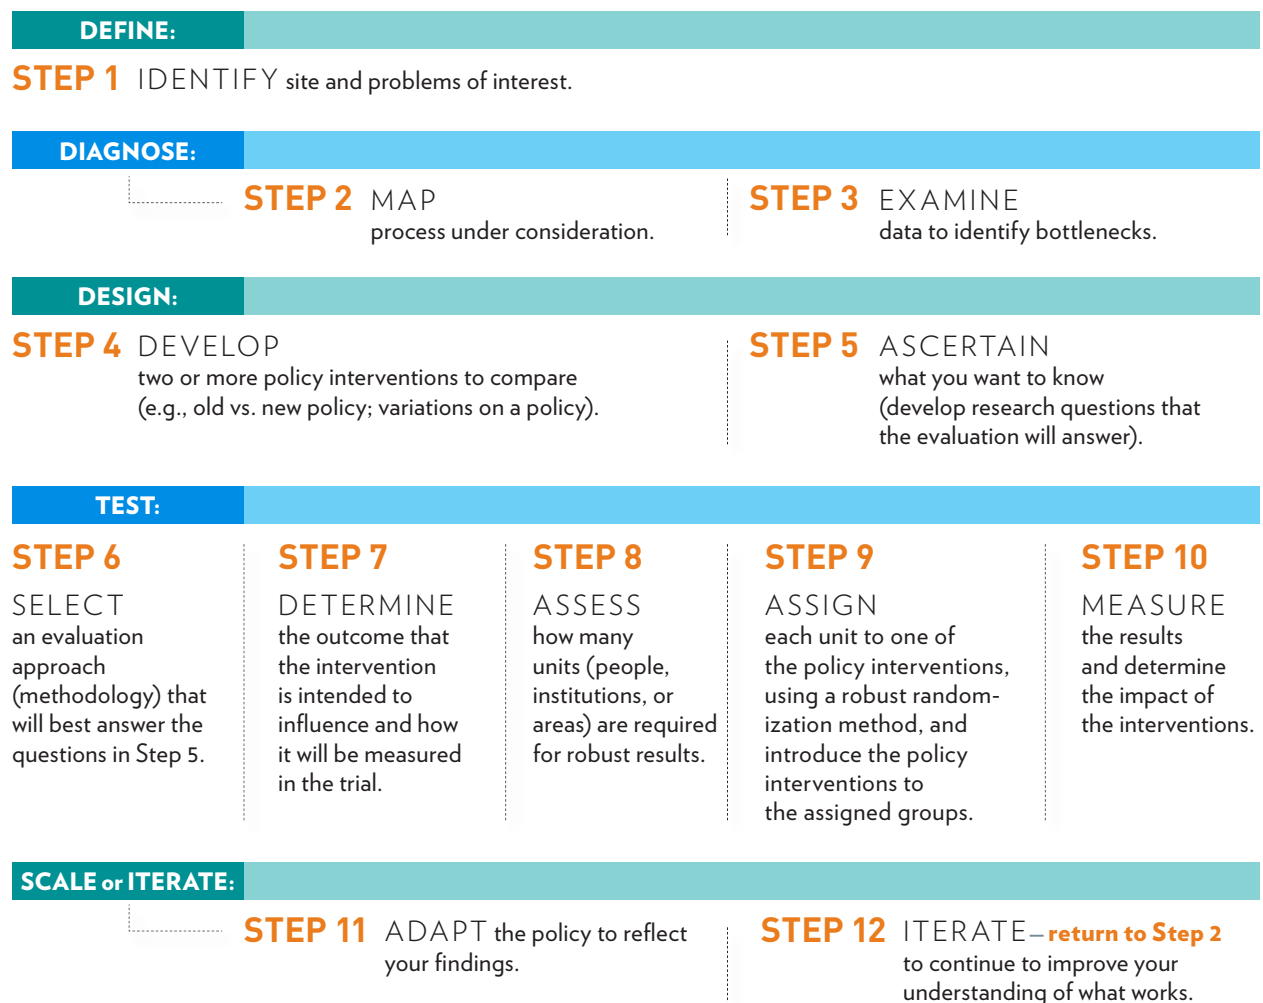 DEFINE:
STEP 1 IDENTIFY site and problems of interest.
DIAGNOSE:
STEP 2 MAP
process under consideration.
STEP 3 EXAMINE
data to identify bottlenecks.
DESIGN:
STEP 4 DEVELOP
two or more policy interventions to compare
(e.g., old vs. new policy; variations on a policy).
STEP 5 ASCERTAIN
what you want to know
(develop research questions that
the evaluation will answer).
TEST:
STEP 6
SELECT
an evaluation
approach
(methodology) that
will best answer the
questions in Step 5.
STEP 7
DETERMINE
the outcome that
the intervention
is intended to
influence and how
it will be measured
in the trial.
STEP 8
ASSESS
how many
units (people,
institutions, or
areas) are required
for robust results.
STEP 9
ASSIGN
each unit to one of
the policy interventions,
using a robust random-
ization method, and
introduce the policy
interventions to
the assigned groups.
STEP 10
MEASURE
the results
and determine
the impact of
the interventions.
SCALE or ITERATE:
STEP 11 ADAPT the policy to reflect
your findings.
STEP 12 ITERATE–return to Step 2
to continue to improve your
understanding of what works.